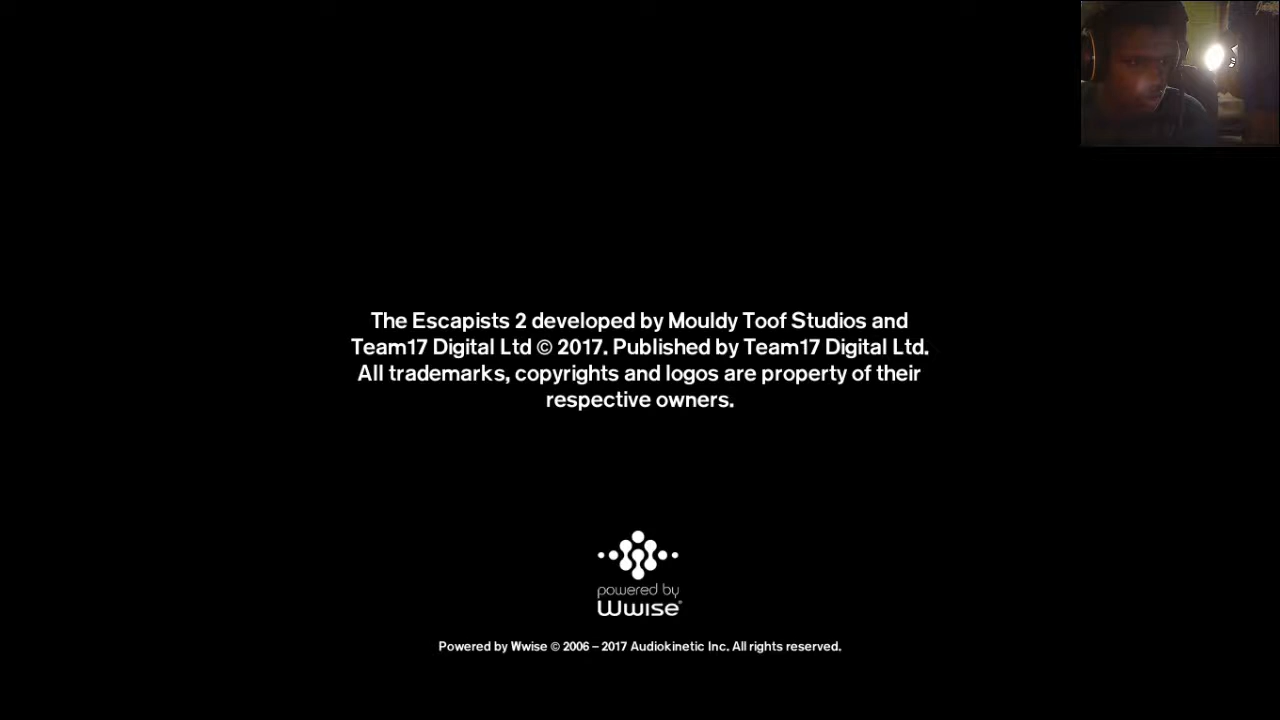 The Escapists 2 developed by Mouldy Toof Studios and
Team17 Digital Ltd © 2017. Published by Team17 Digital Ltd.
All trademarks, copyrights and logos are property of their
respective owners.
powered by
Wwise
Powered by Wwise © 2006 – 2017 Audiokinetic Inc. All rights reserved.